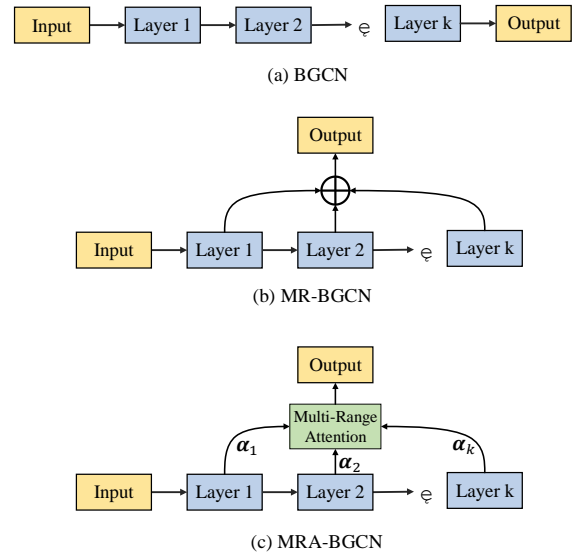 Input Layer 1 Layer 2 ҿ Layer k Output
(a) BGCN
Output
Input Layer 1 Layer 2 ҿ Layer k
(b) MR-BGCN
Output
Multi-Range
Attention
α1 α2 αk
Input Layer 1 Layer 2 ҿ Layer k
(c) MRA-BGCN